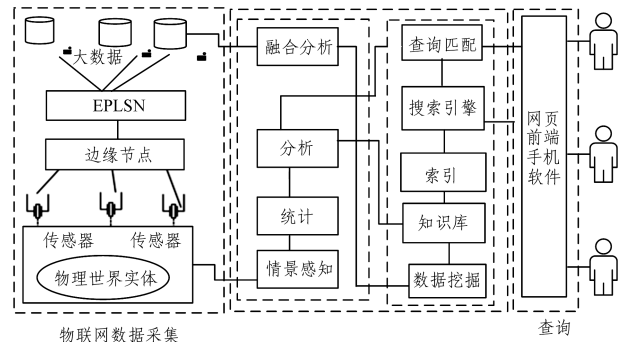 大数据
EPLSN
边缘节点
传感器
传感器
物理世界实体
物联网数据采集
融合分析
分析
统计
情景感知
查询匹配
搜索引擎
索引
知识库
数据挖掘
网页
前端
手机
软件
查询